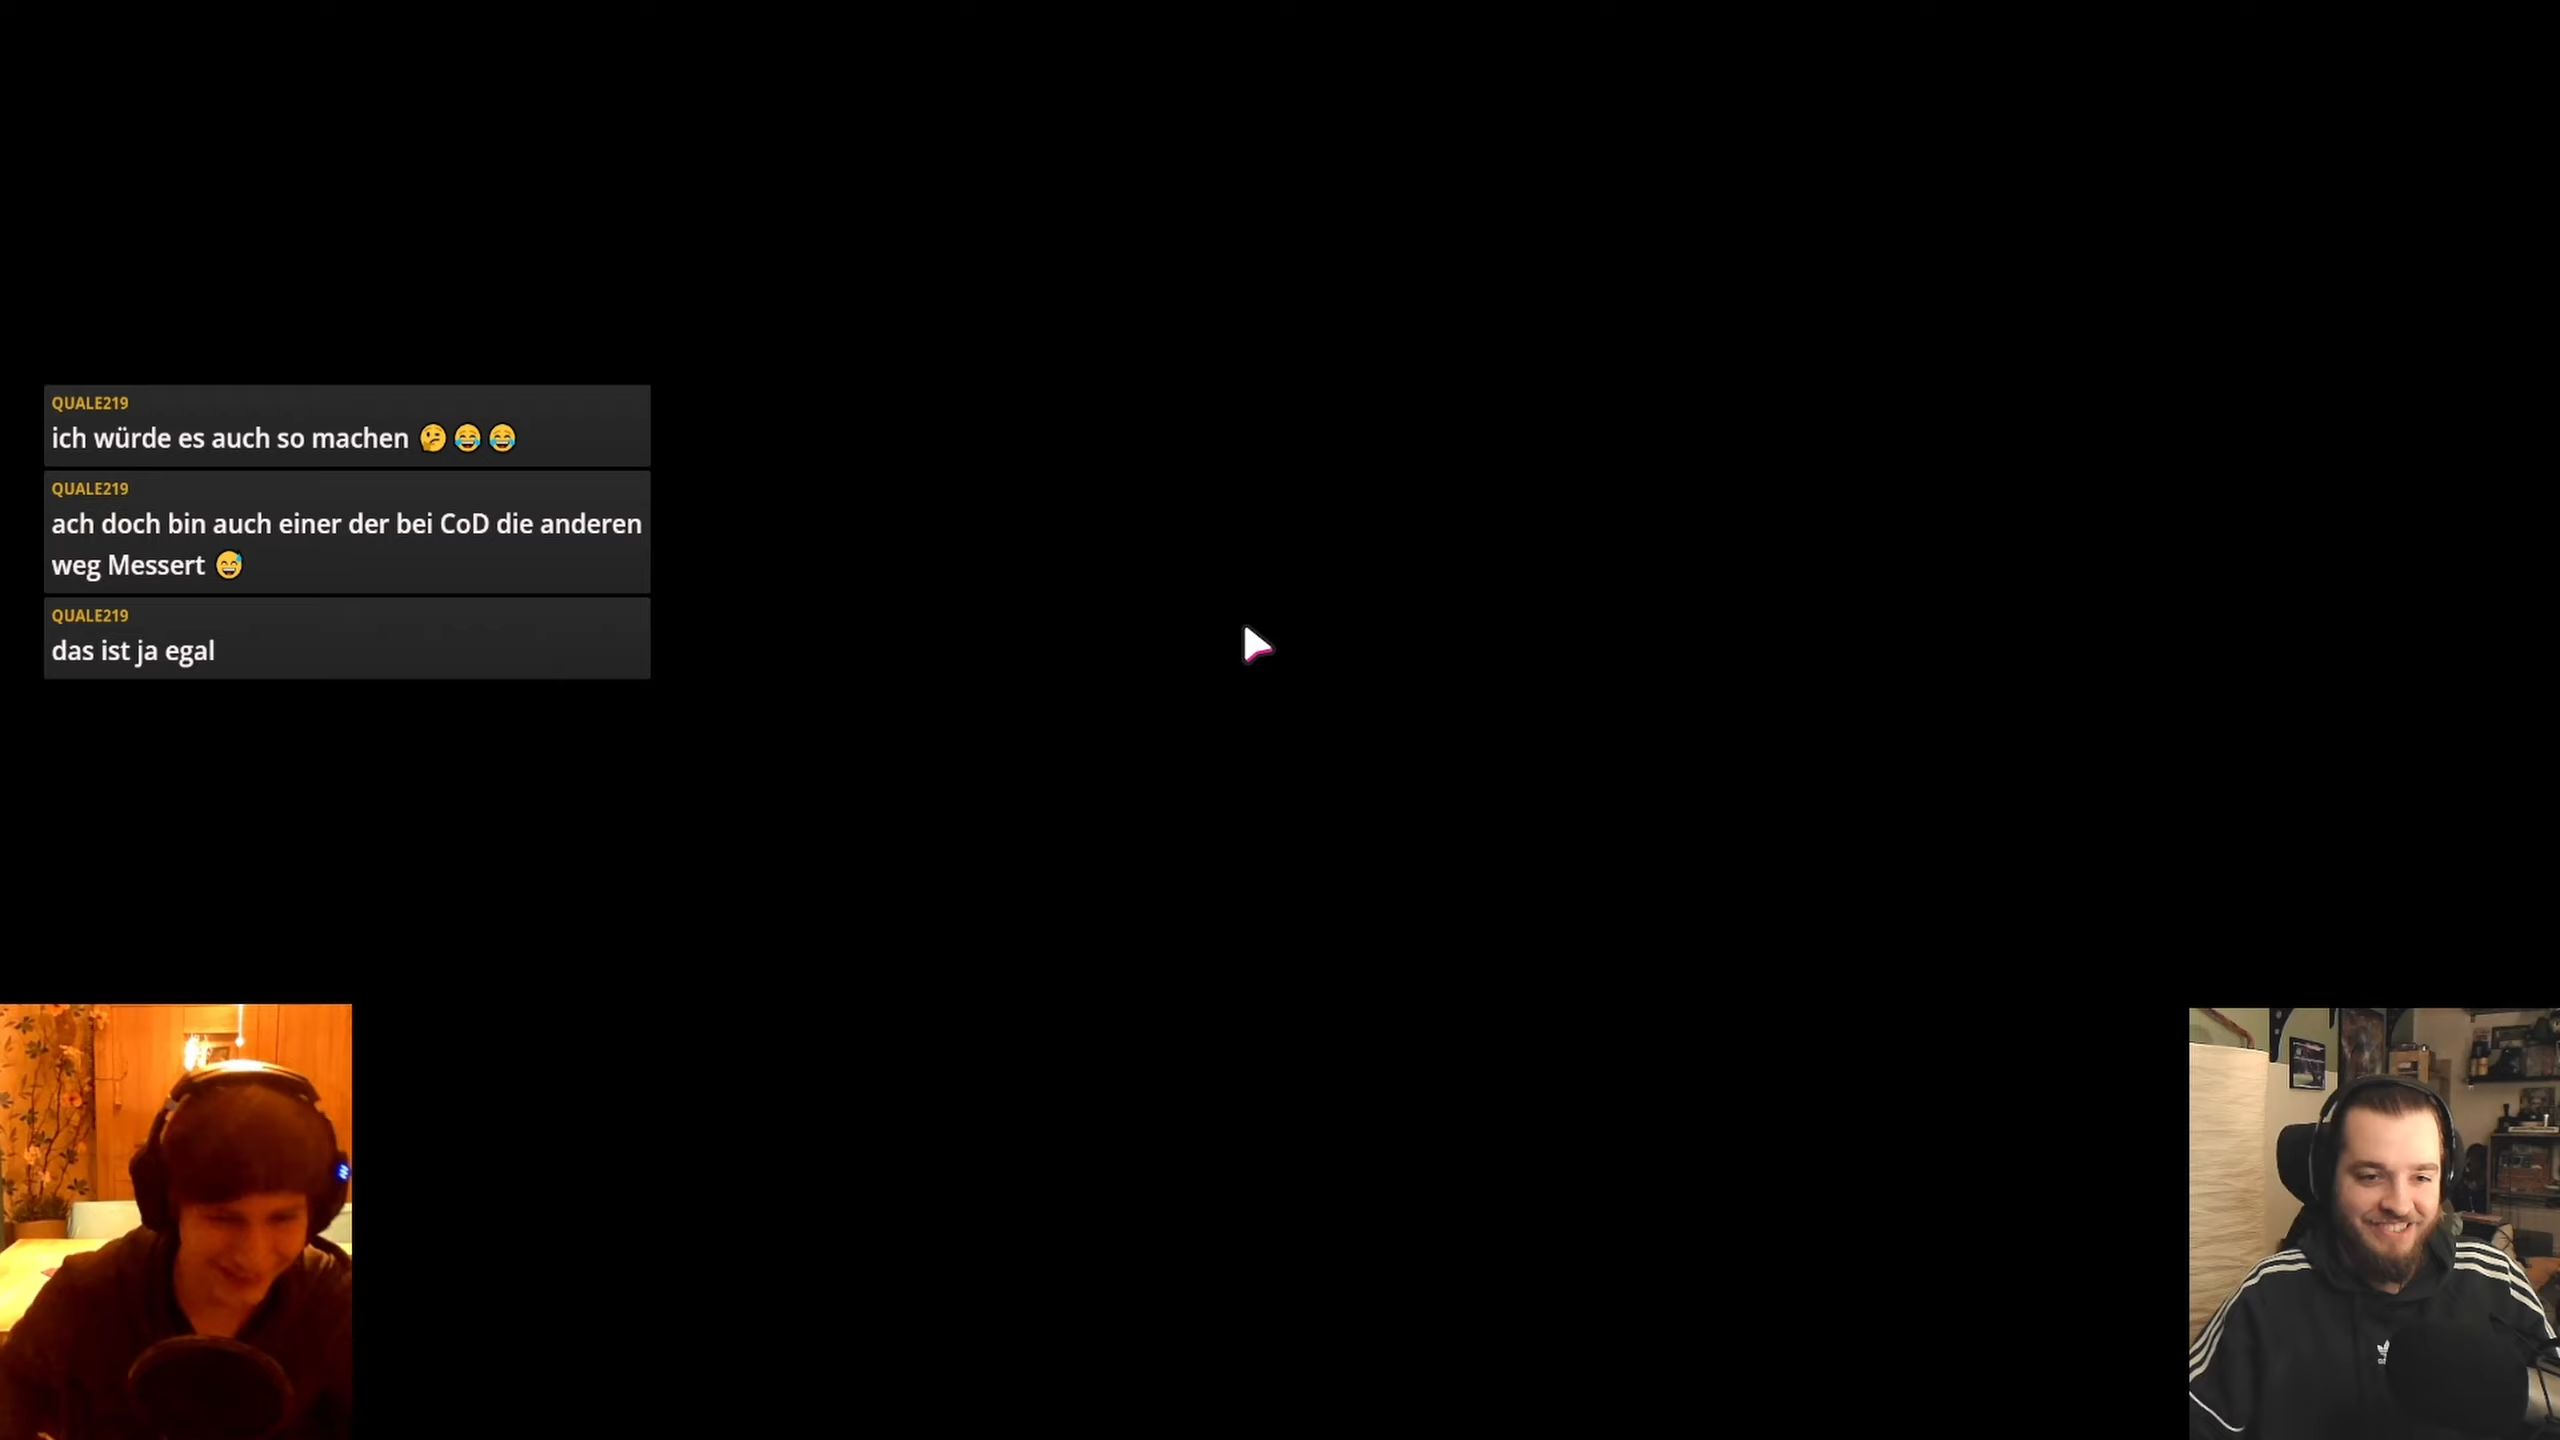 QUALE219
ich würde es auch so machen 🤔😂😂
QUALE219
ach doch bin auch einer der bei CoD die anderen
weg Messert 😅
QUALE219
das ist ja egal